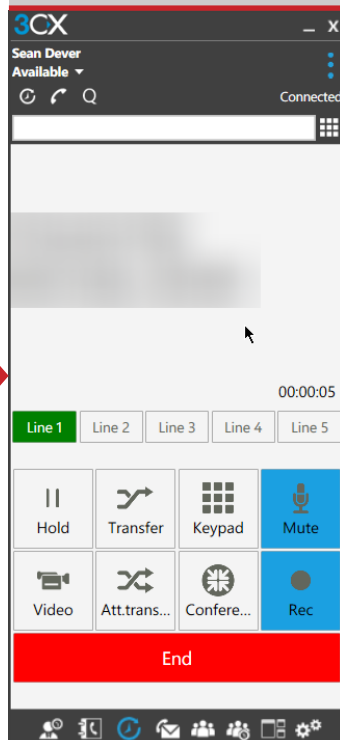 3CX
Sean Dever
Available
Connected
00:00:05
Line 1 Line 2 Line 3 Line 4 Line 5
Hold Transfer Keypad Mute
Video Att.trans... Confere... Rec
End